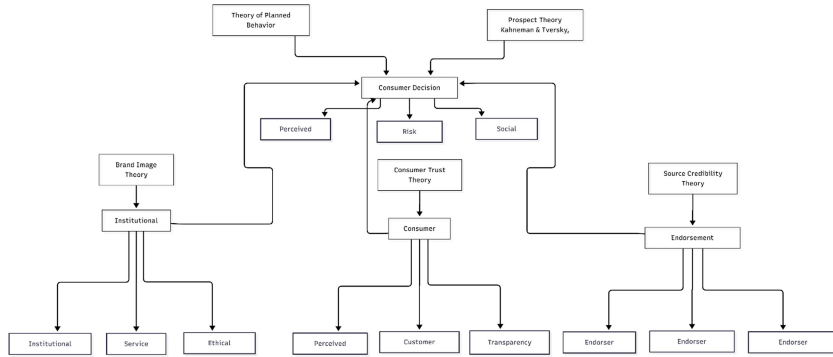 Theory of Planned
Behavior
Prospect Theory
Kahneman & Tversky,
Consumer Decision
Perceived
Risk
Social
Brand Image
Theory
Consumer Trust
Theory
Source Credibility
Theory
Institutional
Consumer
Endorsement
Institutional
Service
Ethical
Perceived
Customer
Transparency
Endorser
Endorser
Endorser